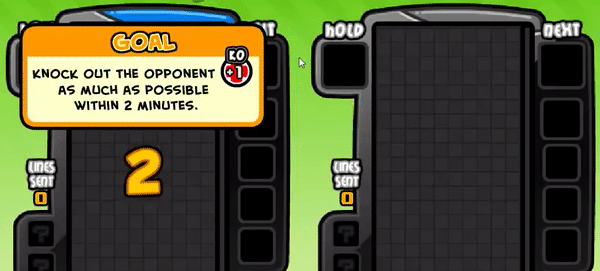 GOAL
KO
+1
KNOCK OUT THE OPPONENT
AS MUCH AS POSSIBLE
WITHIN 2 MINUTES.
2
LINES
SENT
0
?
?
HOLD
NEXT
LINES
SENT
0
?
?